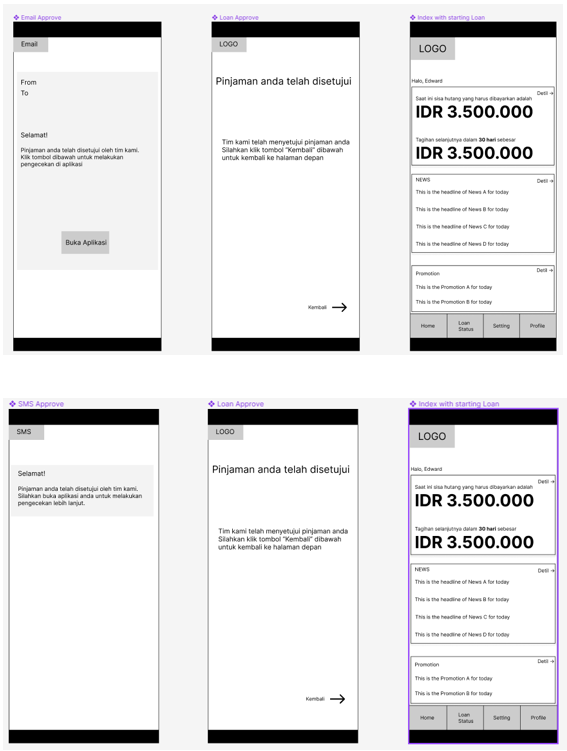 Email Approve
Email
From
To
Selamat!
Pinjaman anda telah disetujui oleh tim kami.
Klik tombol dibawah untuk melakukan
pengecekan di aplikasi
Buka Aplikasi
Loan Approve
LOGO
Pinjaman anda telah disetujui
Tim kami telah menyetujui pinjaman anda
Silahkan klik tombol "Kembali" dibawah
untuk kembali ke halaman depan
Kembali
Index with starting Loan
LOGO
Halo, Edward
Detil →
Saat ini sisa hutang yang harus dibayarkan adalah
IDR 3.500.000
Tagihan selanjutnya dalam 30 hari sebesar
IDR 3.500.000
NEWS
Detil →
This is the headline of News A for today
This is the headline of News B for today
This is the headline of News C for today
This is the headline of News D for today
Promotion
Detil →
This is the Promotion A for today
This is the Promotion B for today
Home
Loan
Status
Setting
Profile
SMS Approve
SMS
Selamat!
Pinjaman anda telah disetujui oleh tim kami.
Silahkan buka aplikasi anda untuk melakukan
pengecekan lebih lanjut.
Loan Approve
LOGO
Pinjaman anda telah disetujui
Tim kami telah menyetujui pinjaman anda
Silahkan klik tombol "Kembali" dibawah
untuk kembali ke halaman depan
Kembali
Index with starting Loan
LOGO
Halo, Edward
Detil →
Saat ini sisa hutang yang harus dibayarkan adalah
IDR 3.500.000
Tagihan selanjutnya dalam 30 hari sebesar
IDR 3.500.000
NEWS
Detil →
This is the headline of News A for today
This is the headline of News B for today
This is the headline of News C for today
This is the headline of News D for today
Promotion
Detil →
This is the Promotion A for today
This is the Promotion B for today
Home
Loan
Status
Setting
Profile